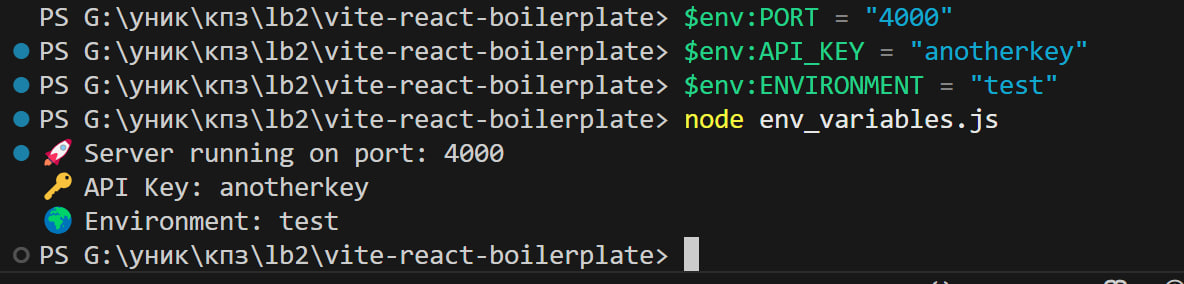 PS G:\уник\кпз\lb2\vite-react-boilerplate> $env:PORT = "4000"
PS G:\уник\кпз\lb2\vite-react-boilerplate> $env:API_KEY = "anotherkey"
PS G:\уник\кпз\lb2\vite-react-boilerplate> $env:ENVIRONMENT = "test"
PS G:\уник\кпз\lb2\vite-react-boilerplate> node env_variables.js
🚀 Server running on port: 4000
🔑 API Key: anotherkey
🌍 Environment: test
PS G:\уник\кпз\lb2\vite-react-boilerplate>